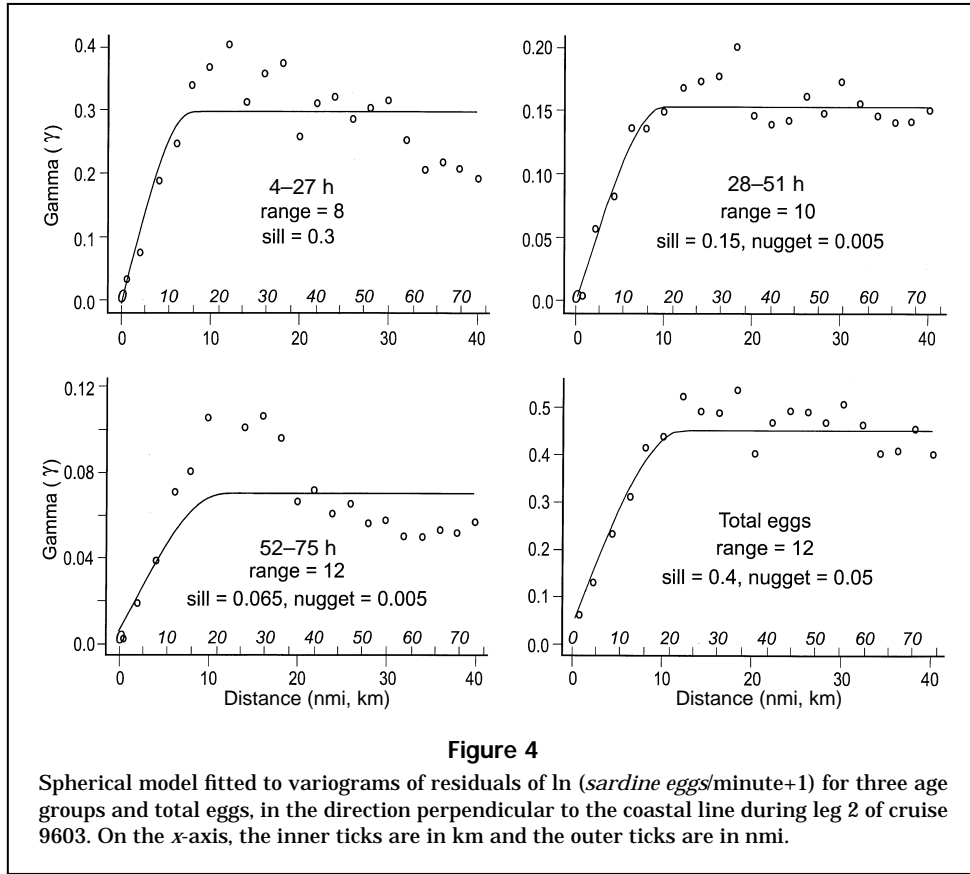 0.4
0.3
0.2
0.1
0.0
Gamma ( γ )
4–27 h
range = 8
sill = 0.3
0 10 20 30 40 50 60 70
0 10 20 30 40
0.20
0.15
0.10
0.05
0.0
28–51 h
range = 10
sill = 0.15, nugget = 0.005
0 10 20 30 40 50 60 70
0 10 20 30 40
0.12
0.08
0.04
0.0
Gamma ( γ )
52–75 h
range = 12
sill = 0.065, nugget = 0.005
0 10 20 30 40 50 60 70
0 10 20 30 40
Distance (nmi, km)
0.5
0.4
0.3
0.2
0.1
0.0
Total eggs
range = 12
sill = 0.4, nugget = 0.05
0 10 20 30 40 50 60 70
0 10 20 30 40
Distance (nmi, km)
Figure 4
Spherical model fitted to variograms of residuals of ln (sardine eggs/minute+1) for three age
groups and total eggs, in the direction perpendicular to the coastal line during leg 2 of cruise
9603. On the x-axis, the inner ticks are in km and the outer ticks are in nmi.